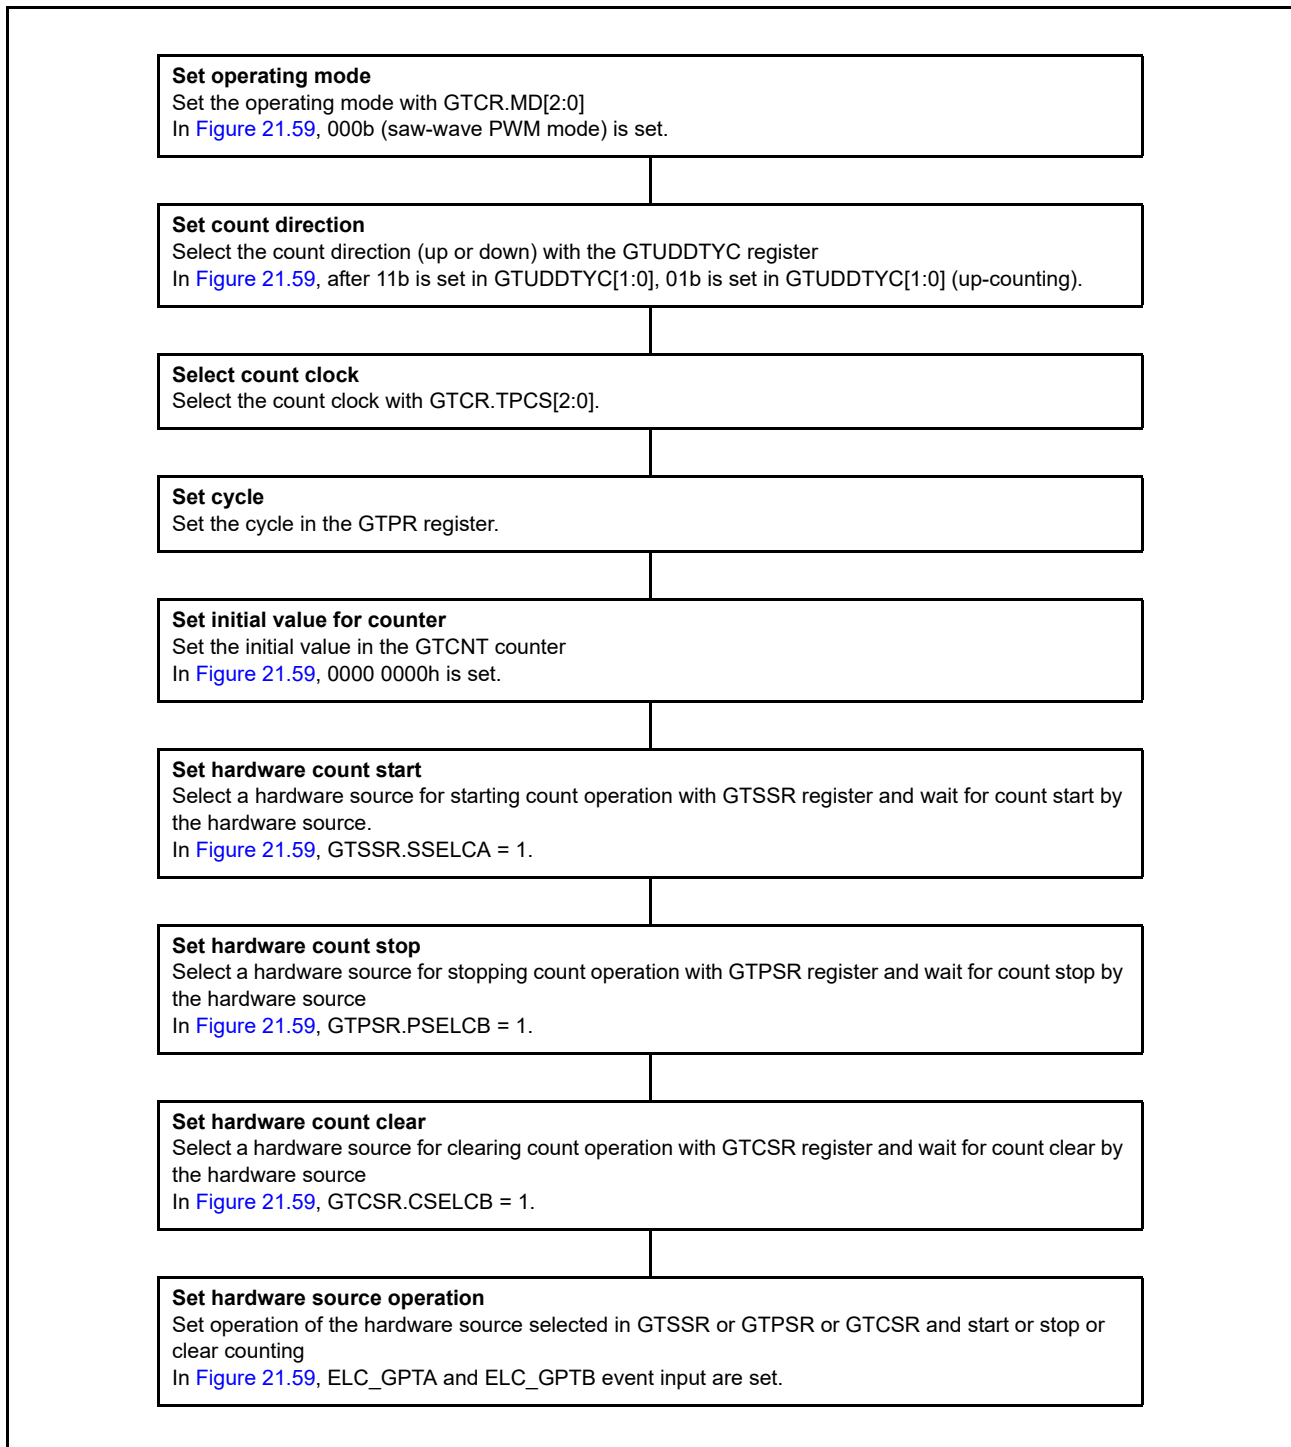 Set operating mode
Set the operating mode with GTCR.MD[2:0]
In Figure 21.59, 000b (saw-wave PWM mode) is set.
Set count direction
Select the count direction (up or down) with the GTUDDTYC register
In Figure 21.59, after 11b is set in GTUDDTYC[1:0], 01b is set in GTUDDTYC[1:0] (up-counting).
Select count clock
Select the count clock with GTCR.TPCS[2:0].
Set cycle
Set the cycle in the GTPR register.
Set initial value for counter
Set the initial value in the GTCNT counter
In Figure 21.59, 0000 0000h is set.
Set hardware count start
Select a hardware source for starting count operation with GTSSR register and wait for count start by
the hardware source.
In Figure 21.59, GTSSR.SSELCA = 1.
Set hardware count stop
Select a hardware source for stopping count operation with GTPSR register and wait for count stop by
the hardware source
In Figure 21.59, GTPSR.PSELCB = 1.
Set hardware count clear
Select a hardware source for clearing count operation with GTCSR register and wait for count clear by
the hardware source
In Figure 21.59, GTCSR.CSELCB = 1.
Set hardware source operation
Set operation of the hardware source selected in GTSSR or GTPSR or GTCSR and start or stop or
clear counting
In Figure 21.59, ELC_GPTA and ELC_GPTB event input are set.